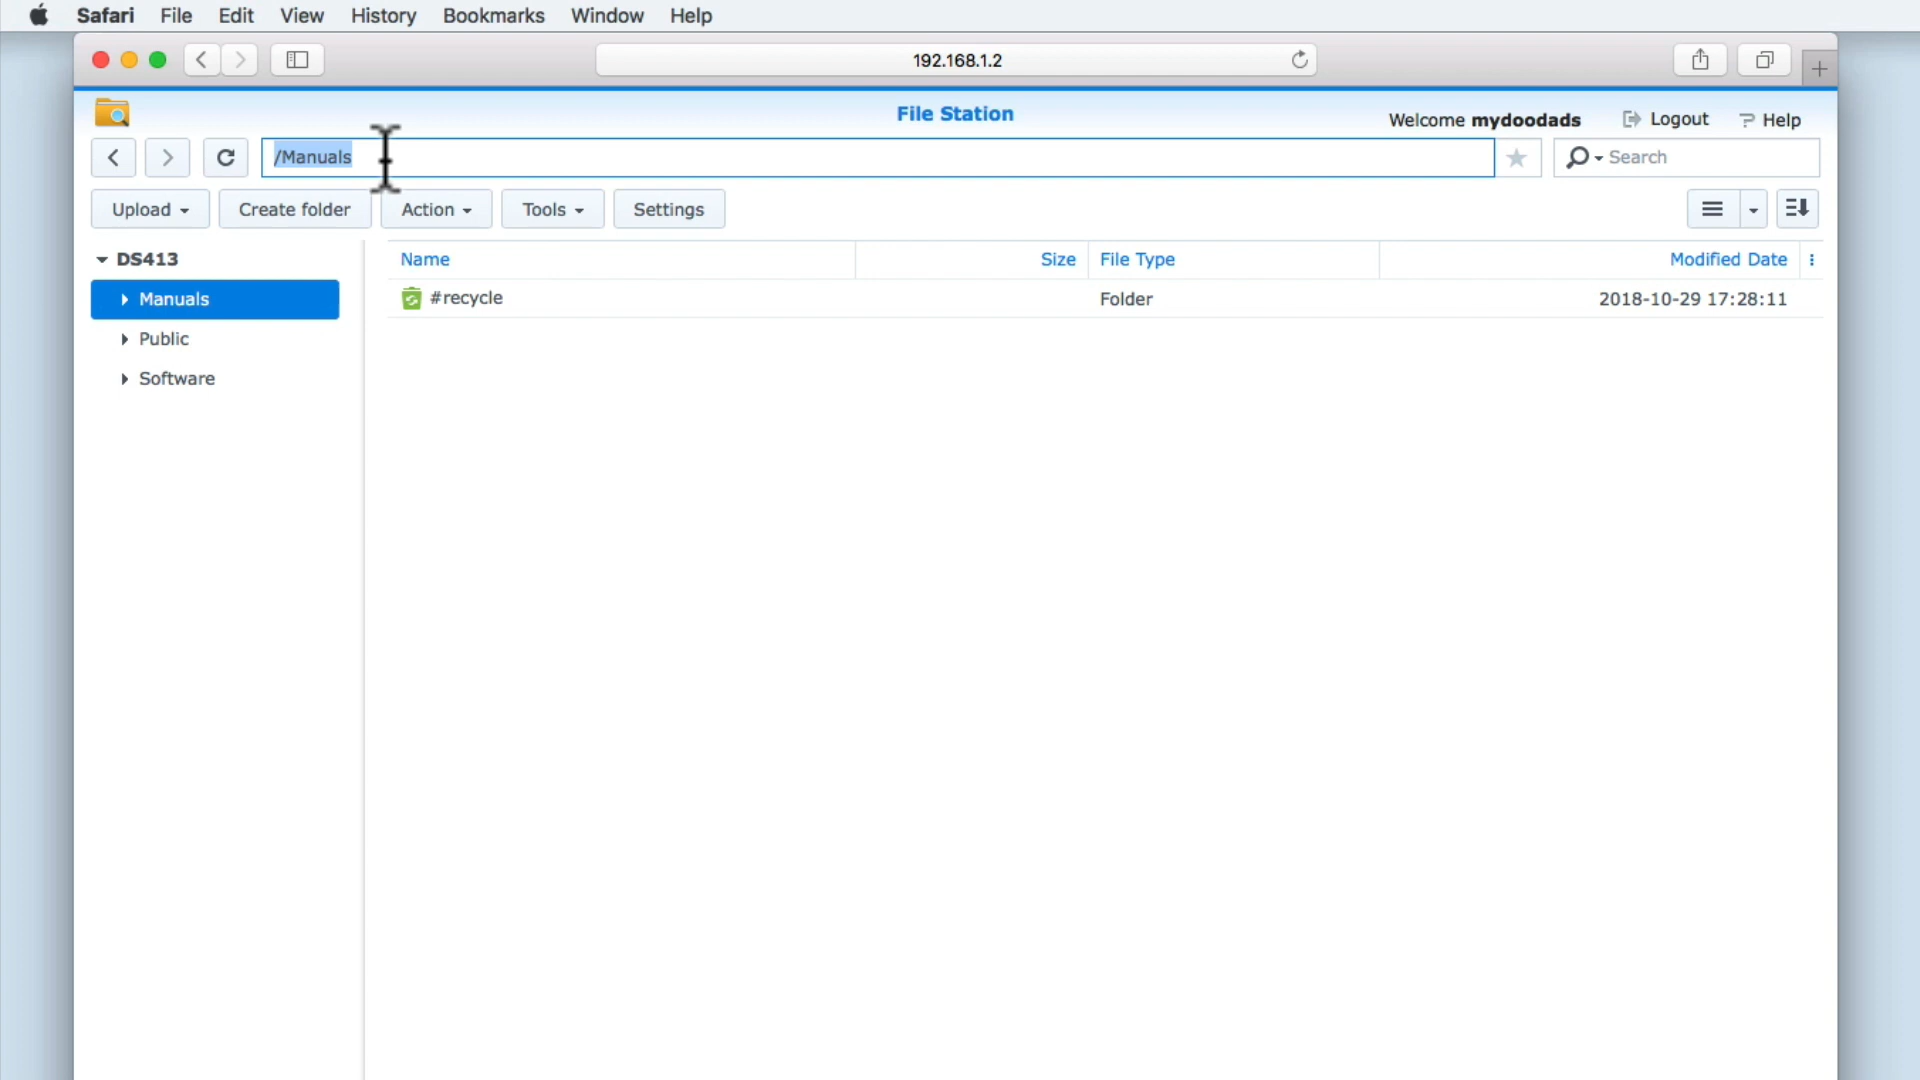 Safari File Edit View History Bookmarks Window Help
192.168.1.2
File Station
Welcome mydoodads Logout Help
/Manuals
Search
Upload Create folder Action Tools Settings
DS413
Manuals
Public
Software
Name Size File Type Modified Date
#recycle Folder 2018-10-29 17:28:11